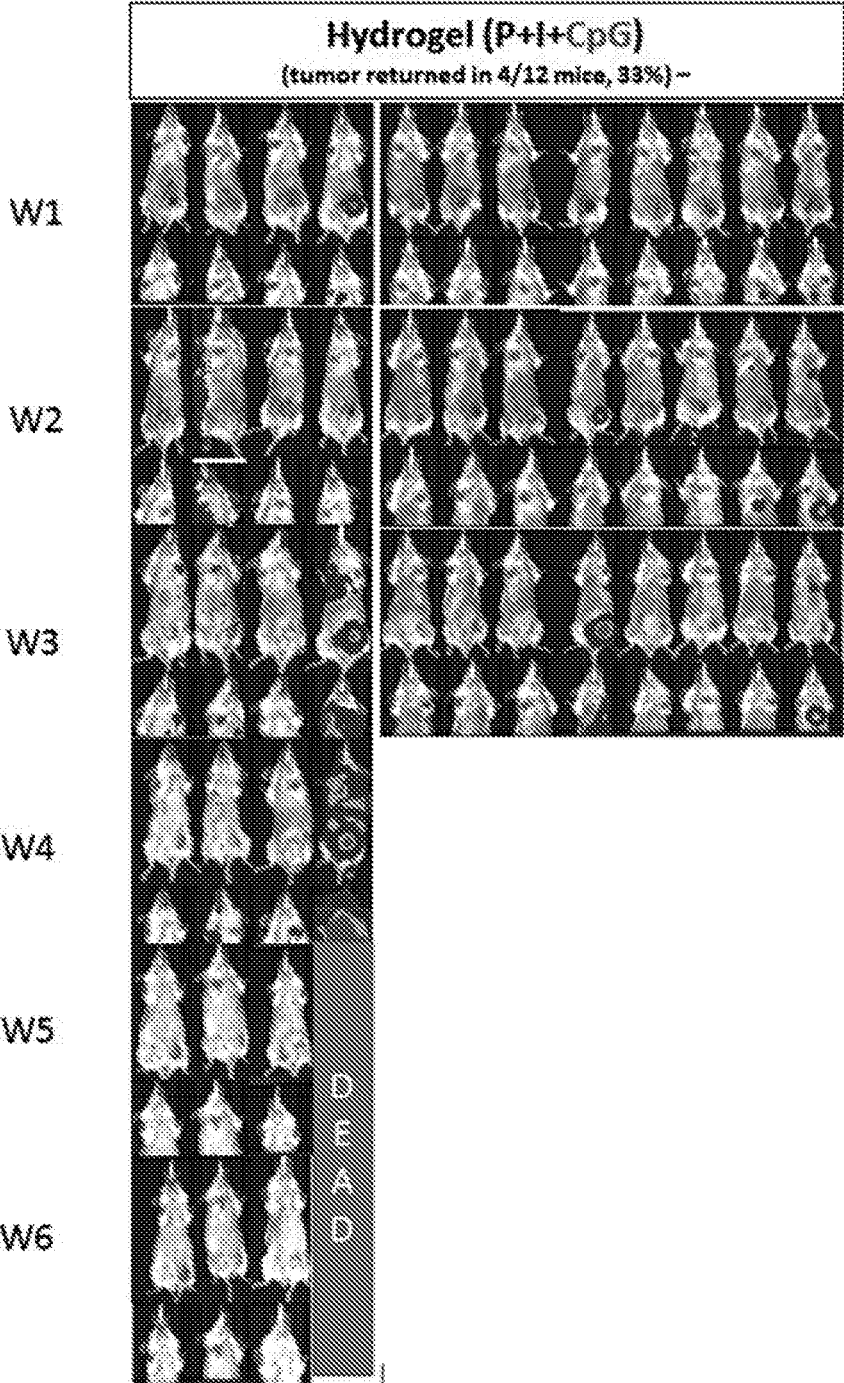 Hydrogel (P+I+CpG)
(tumor returned in 4/12 mice, 33%) ~
W1
W2
W3
W4
W5
W6
D
E
A
D